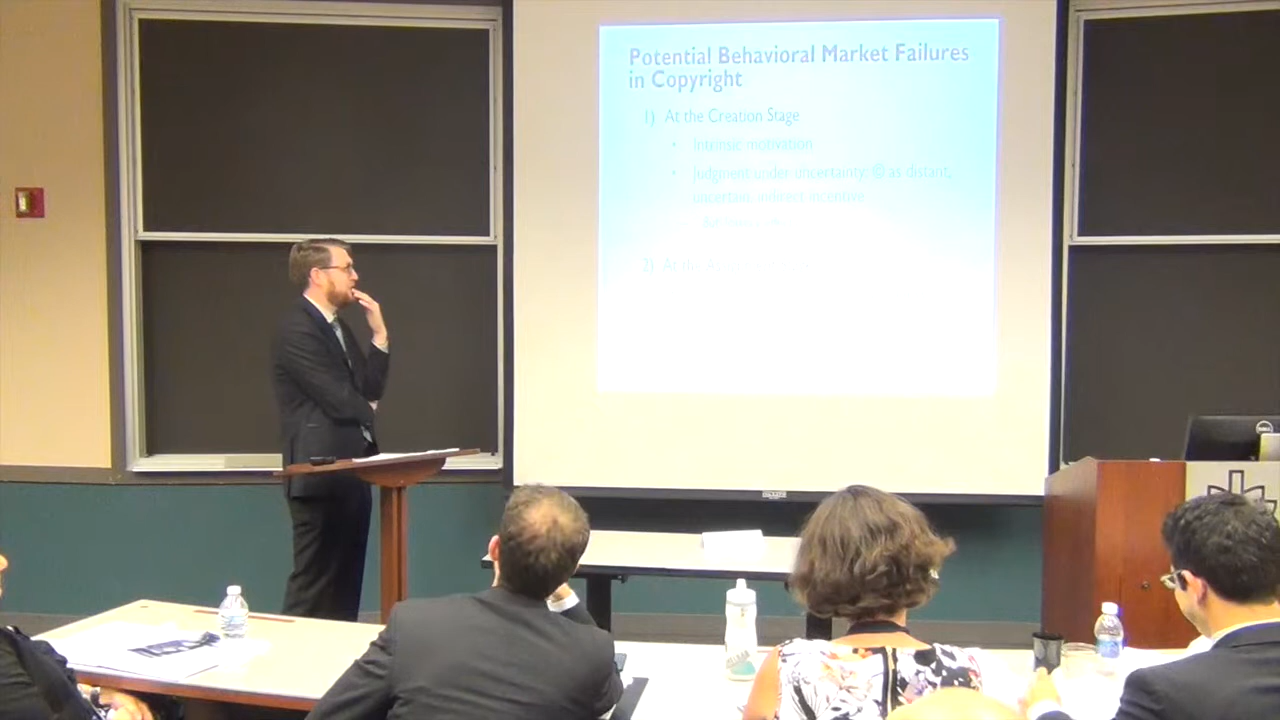 Potential Behavioral Market Failures
in Copyright
1) At the Creation Stage
• Intrinsic motivation
• Judgment under uncertainty: © as distant,
uncertain, indirect incentive
2) At the
DELL